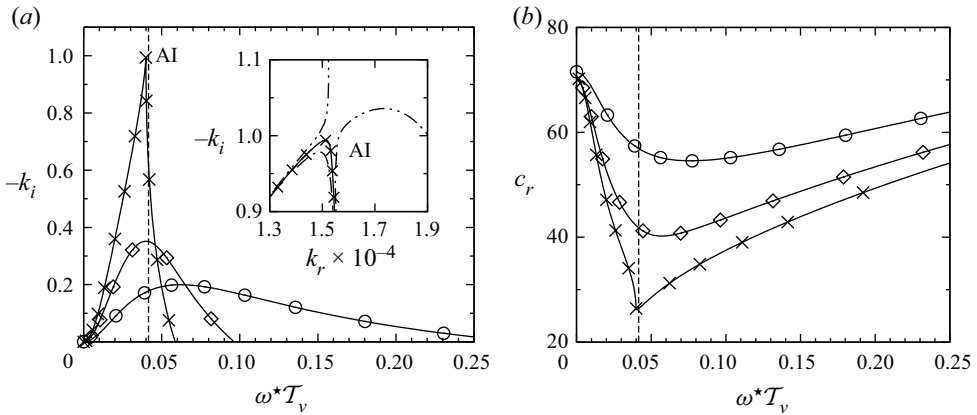 (a)
1.0
0.8
0.6
0.4
0.2
0
–k_i
AI
1.1
1.0
0.9
–k_i
AI
1.3 1.5 1.7 1.9
k_r × 10⁻⁴
0 0.05 0.10 0.15 0.20 0.25
ω⋆𝒯_v
(b)
80
60
40
20
c_r
0 0.05 0.10 0.15 0.20 0.25
ω⋆𝒯_v